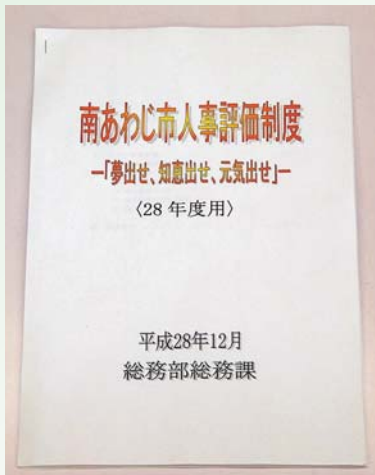 南あわじ市人事評価制度
ー「夢出せ、知恵出せ、元気出せ」ー
〈28年度用〉
平成28年12月
総務部総務課